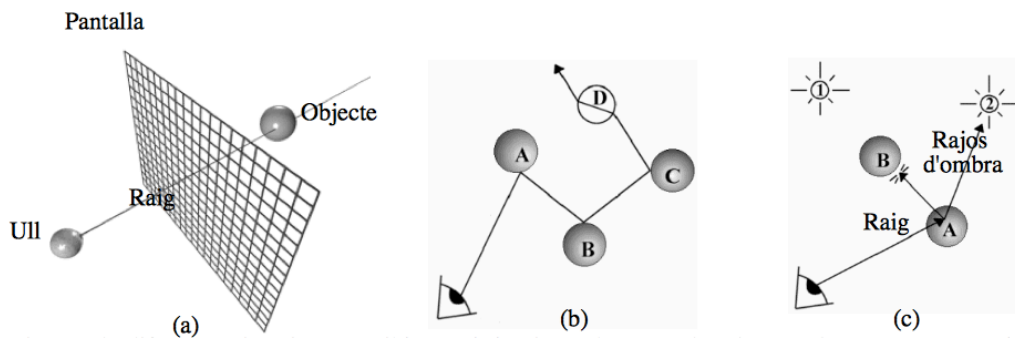 Pantalla
Objecte
Raig
Ull
(a)
A
B
C
D
(b)
1
2
B
Rajos
d'ombra
Raig
A
(c)